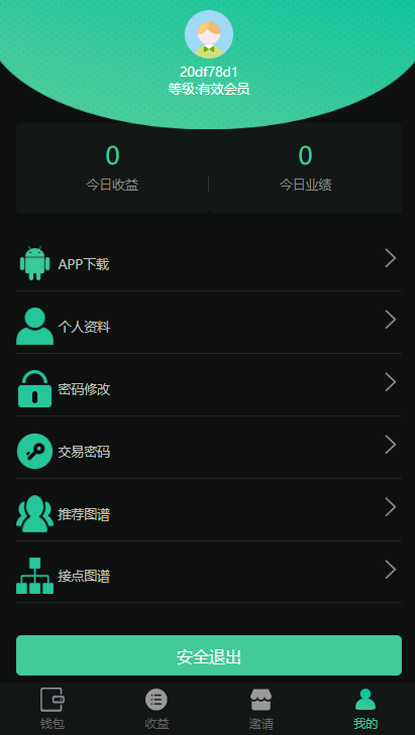 20df78d1
等级:有效会员
0
0
今日收益
今日业绩
APP下载
个人资料
密码修改
交易密码
推荐图谱
接点图谱
安全退出
钱包
收益
邀请
我的